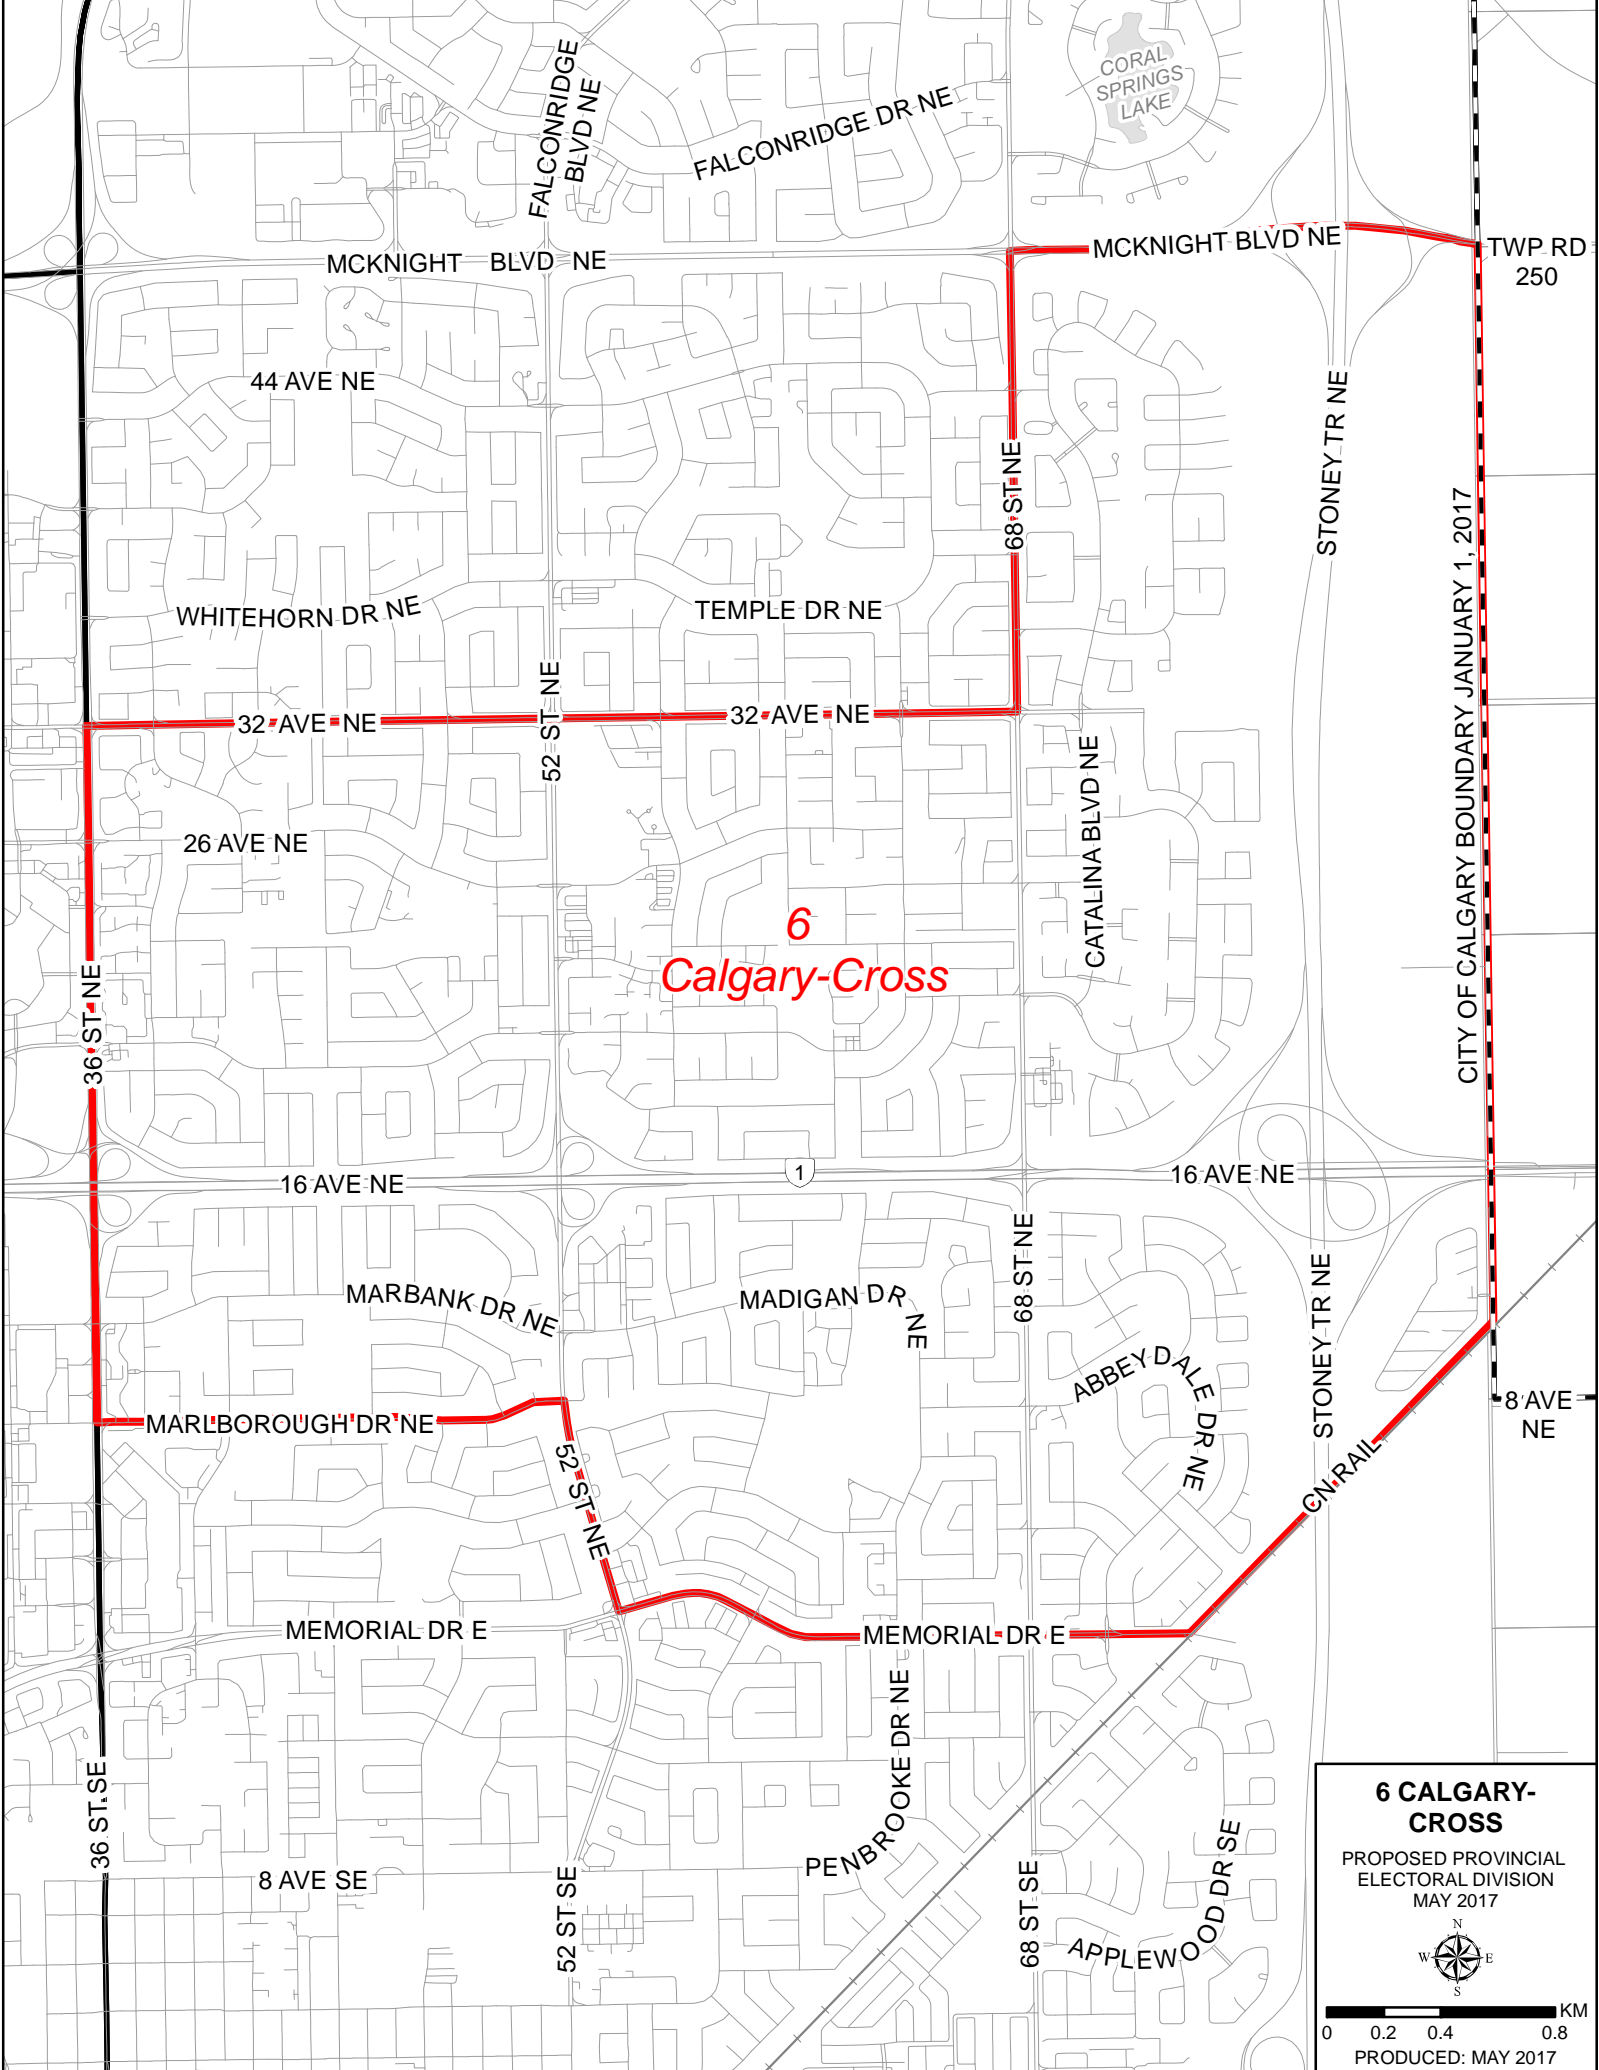 CORAL
SPRINGS
LAKE
FALCONRIDGE
BLVD NE
FALCONRIDGE DR NE
MCKNIGHT BLVD NE
MCKNIGHT BLVD NE
TWP RD
250
44 AVE NE
STONEY TR NE
68 ST NE
CITY OF CALGARY BOUNDARY JANUARY 1, 2017
WHITEHORN DR NE
TEMPLE DR NE
52 ST NE
32 AVE NE
32 AVE NE
CATALINA BLVD NE
26 AVE NE
6
Calgary-Cross
36 ST NE
16 AVE NE
1
16 AVE NE
68 ST NE
STONEY TR NE
MARBANK DR NE
MADIGAN DR NE
ABBEYDALE DR NE
8 AVE
NE
MARLBOROUGH DR NE
52 ST NE
CN RAIL
MEMORIAL DR E
MEMORIAL DR E
PENBROOKE DR NE
36 ST SE
8 AVE SE
52 ST SE
68 ST SE
APPLEWOOD DR SE
6 CALGARY-
CROSS
PROPOSED PROVINCIAL
ELECTORAL DIVISION
MAY 2017
N
W E
S
KM
0 0.2 0.4 0.8
PRODUCED: MAY 2017